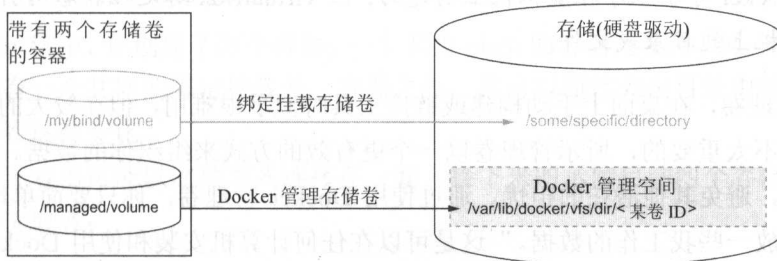 带有两个存储卷
的容器
存储(硬盘驱动)
/my/bind/volume
绑定挂载存储卷
/some/specific/directory
/managed/volume
Docker 管理存储卷
Docker 管理空间
/var/lib/docker/vfs/dir/<某卷 ID>